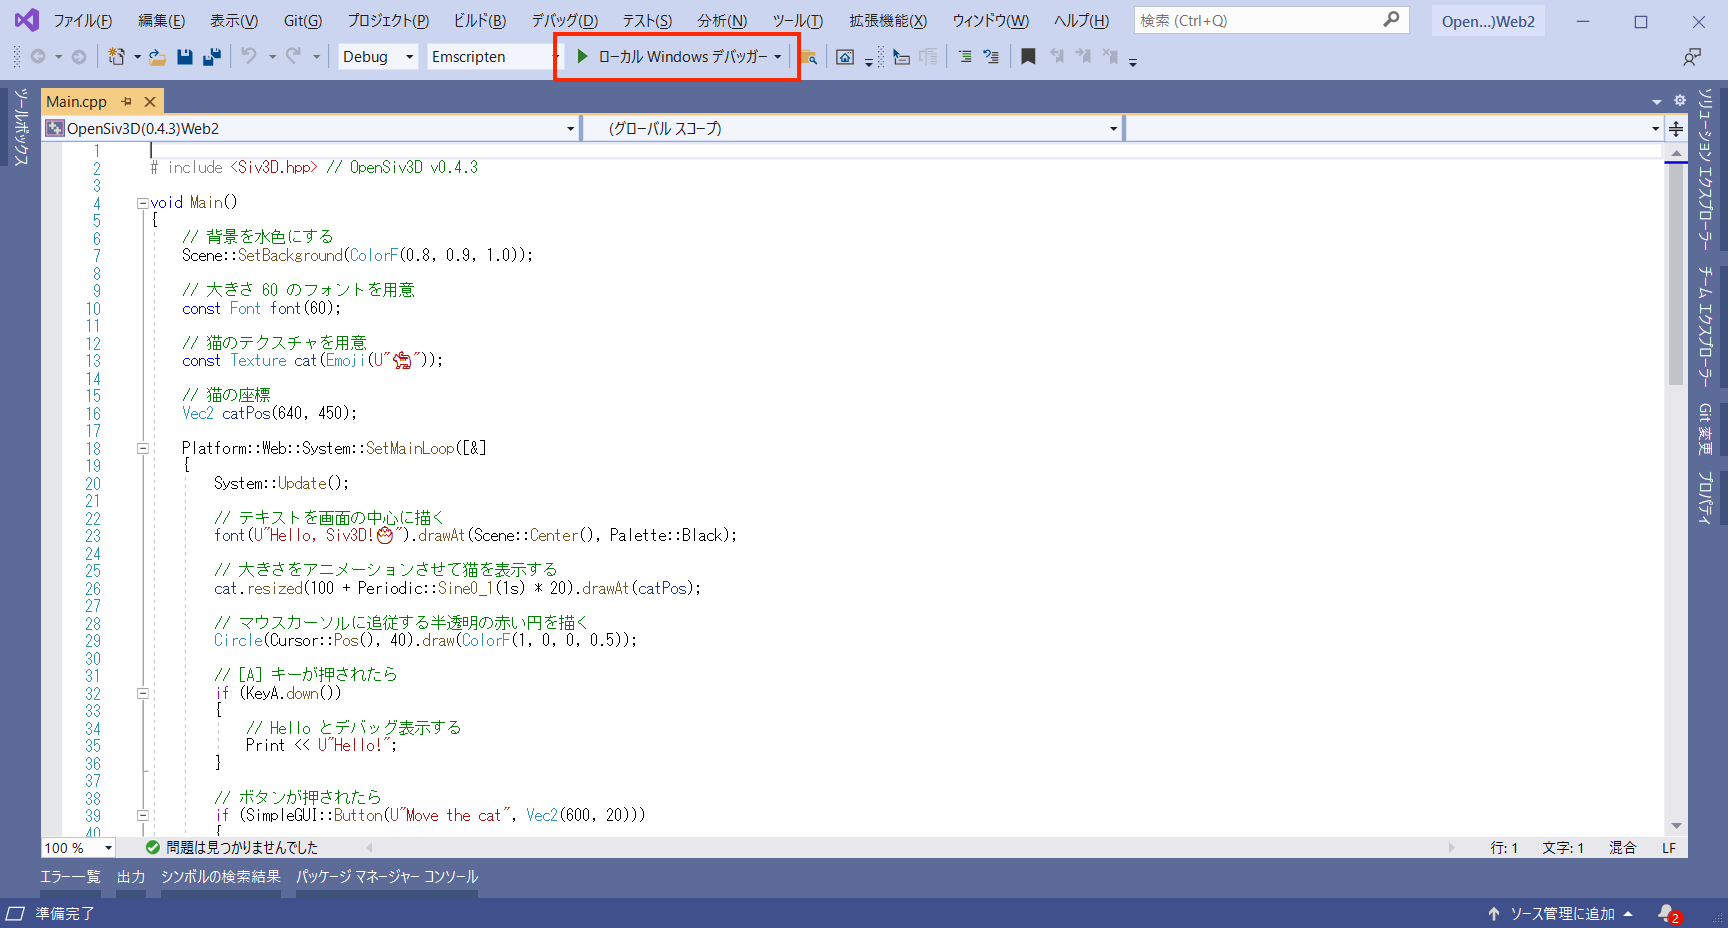 ファイル(F) 編集(E) 表示(V) Git(G) プロジェクト(P) ビルド(B) デバッグ(D) テスト(S) 分析(N) ツール(T) 拡張機能(X) ウィンドウ(W) ヘルプ(H) 検索 (Ctrl+Q) Open...)Web2
Debug Emscripten ローカル Windows デバッガー
ツールボックス
Main.cpp
OpenSiv3D(0.4.3)Web2 (グローバル スコープ)
1
2 # include <Siv3D.hpp> // OpenSiv3D v0.4.3
3
4 void Main()
5 {
6 // 背景を水色にする
7 Scene::SetBackground(ColorF(0.8, 0.9, 1.0));
8
9 // 大きさ 60 のフォントを用意
10 const Font font(60);
11
12 // 猫のテクスチャを用意
13 const Texture cat(Emoji(U"🐈"));
14
15 // 猫の座標
16 Vec2 catPos(640, 450);
17
18 Platform::Web::System::SetMainLoop([&]
19 {
20 System::Update();
21
22 // テキストを画面の中心に描く
23 font(U"Hello, Siv3D!🐣").drawAt(Scene::Center(), Palette::Black);
24
25 // 大きさをアニメーションさせて猫を表示する
26 cat.resized(100 + Periodic::Sine0_1(1s) * 20).drawAt(catPos);
27
28 // マウスカーソルに追従する半透明の赤い円を描く
29 Circle(Cursor::Pos(), 40).draw(ColorF(1, 0, 0, 0.5));
30
31 // [A] キーが押されたら
32 if (KeyA.down())
33 {
34 // Hello とデバッグ表示する
35 Print << U"Hello!";
36 }
37
38 // ボタンが押されたら
39 if (SimpleGUI::Button(U"Move the cat", Vec2(600, 20)))
40 {
ソリューション エクスプローラー
チーム エクスプローラー
Git 変更
プロパティ
100 % 問題は見つかりませんでした 行: 1 文字: 1 混合 LF
エラー一覧 出力 シンボルの検索結果 パッケージ マネージャー コンソール
準備完了 ソース管理に追加 2